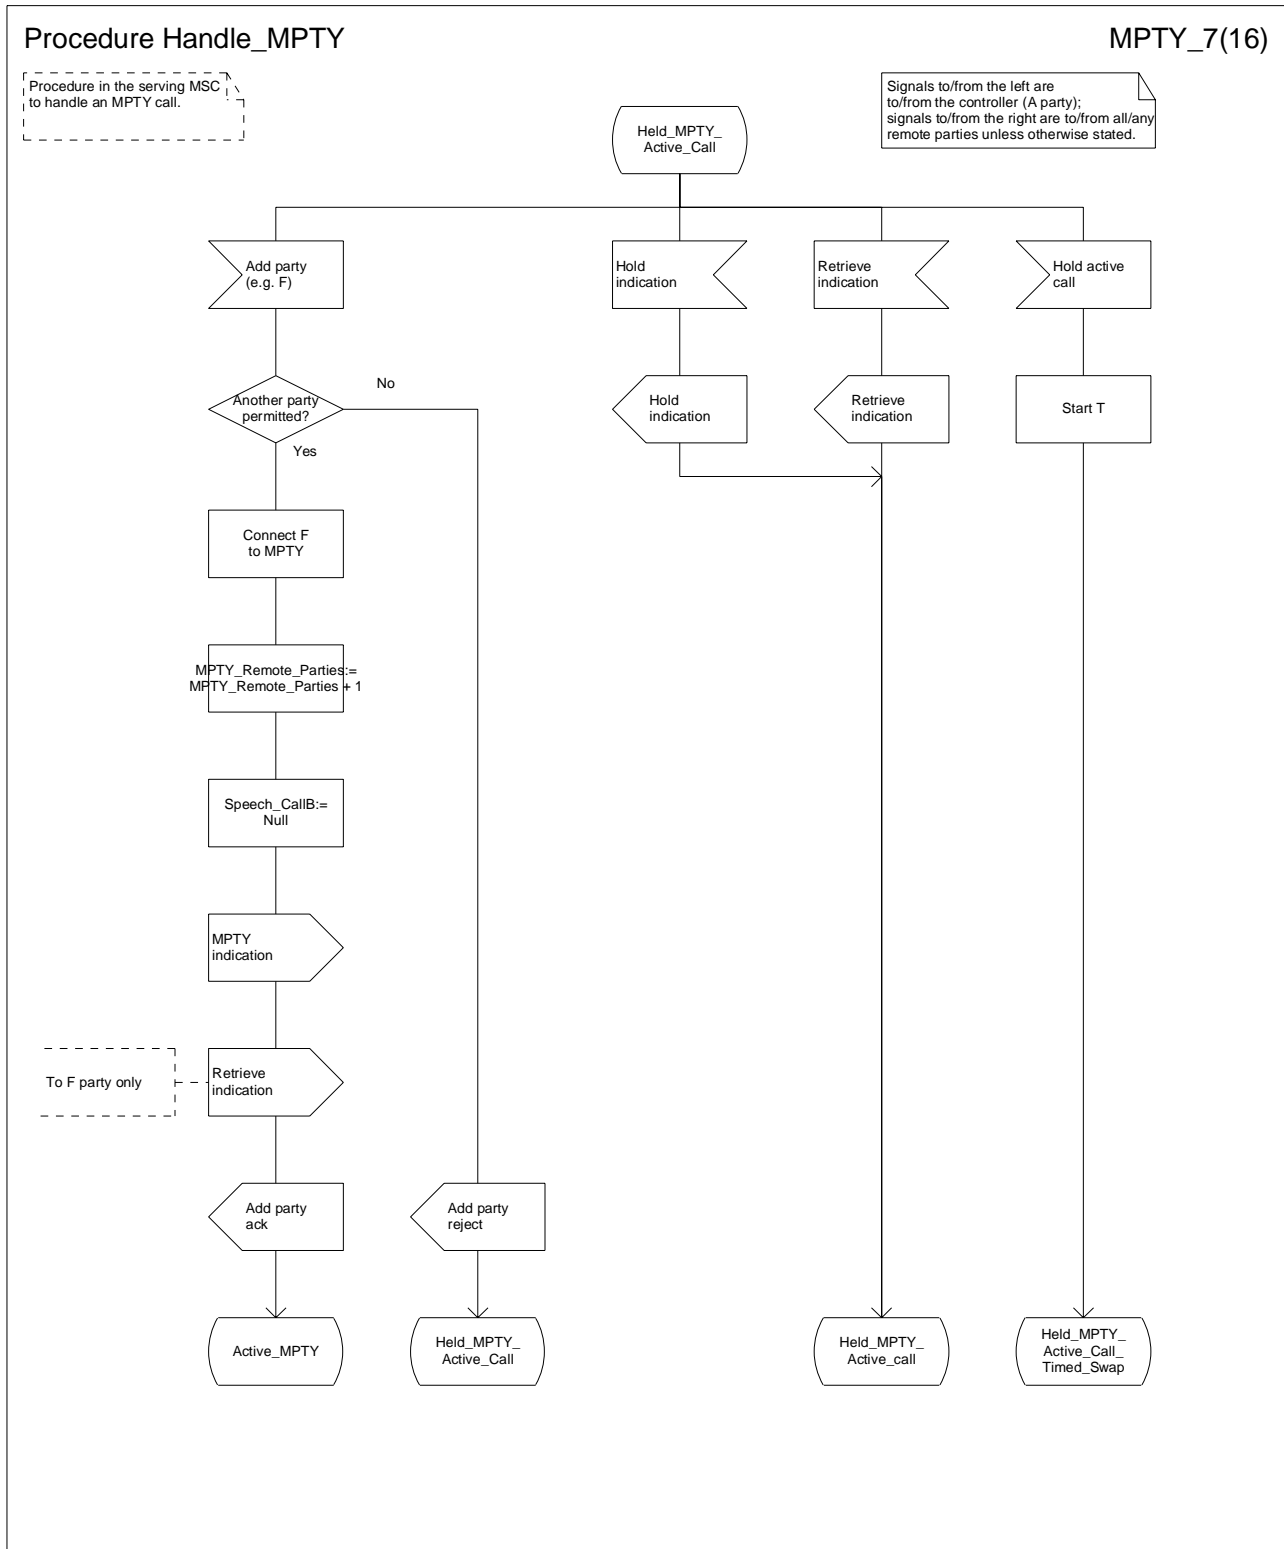 Procedure Handle_MPTY
MPTY_7(16)
Procedure in the serving MSC
to handle an MPTY call.
Signals to/from the left are
to/from the controller (A party);
signals to/from the right are to/from all/any
remote parties unless otherwise stated.
Held_MPTY_
Active_Call
Add party
(e.g. F)
Hold
indication
Retrieve
indication
Hold active
call
Another party
permitted?
No
Yes
Hold
indication
Retrieve
indication
Start T
Connect F
to MPTY
MPTY_Remote_Parties:=
MPTY_Remote_Parties + 1
Speech_CallB:=
Null
MPTY
indication
To F party only
Retrieve
indication
Add party
ack
Add party
reject
Active_MPTY
Held_MPTY_
Active_Call
Held_MPTY_
Active_call
Held_MPTY_
Active_Call_
Timed_Swap